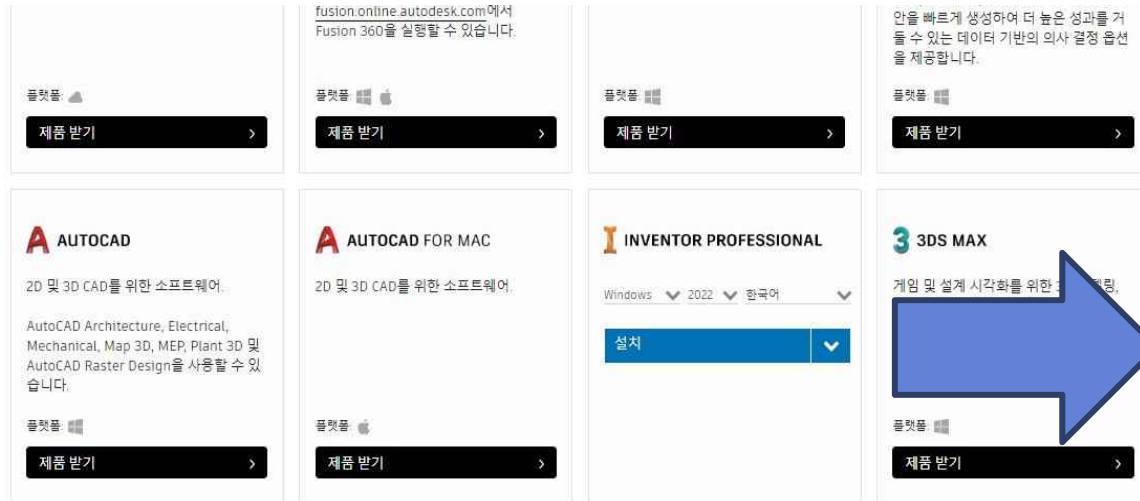 fusion.online.autodesk.com에서
Fusion 360을 실행할 수 있습니다.
안을 빠르게 생성하여 더 높은 성과를 거
둘 수 있는 데이터 기반의 의사 결정 옵션
을 제공합니다.
플랫폼:
플랫폼:
플랫폼:
플랫폼:
제품 받기
제품 받기
제품 받기
제품 받기
AUTOCAD
2D 및 3D CAD를 위한 소프트웨어.
AutoCAD Architecture, Electrical,
Mechanical, Map 3D, MEP, Plant 3D 및
AutoCAD Raster Design을 사용할 수 있
습니다.
플랫폼:
제품 받기
AUTOCAD FOR MAC
2D 및 3D CAD를 위한 소프트웨어.
플랫폼:
제품 받기
INVENTOR PROFESSIONAL
Windows 2022 한국어
설치
3DS MAX
게임 및 설계 시각화를 위한
플랫폼:
제품 받기